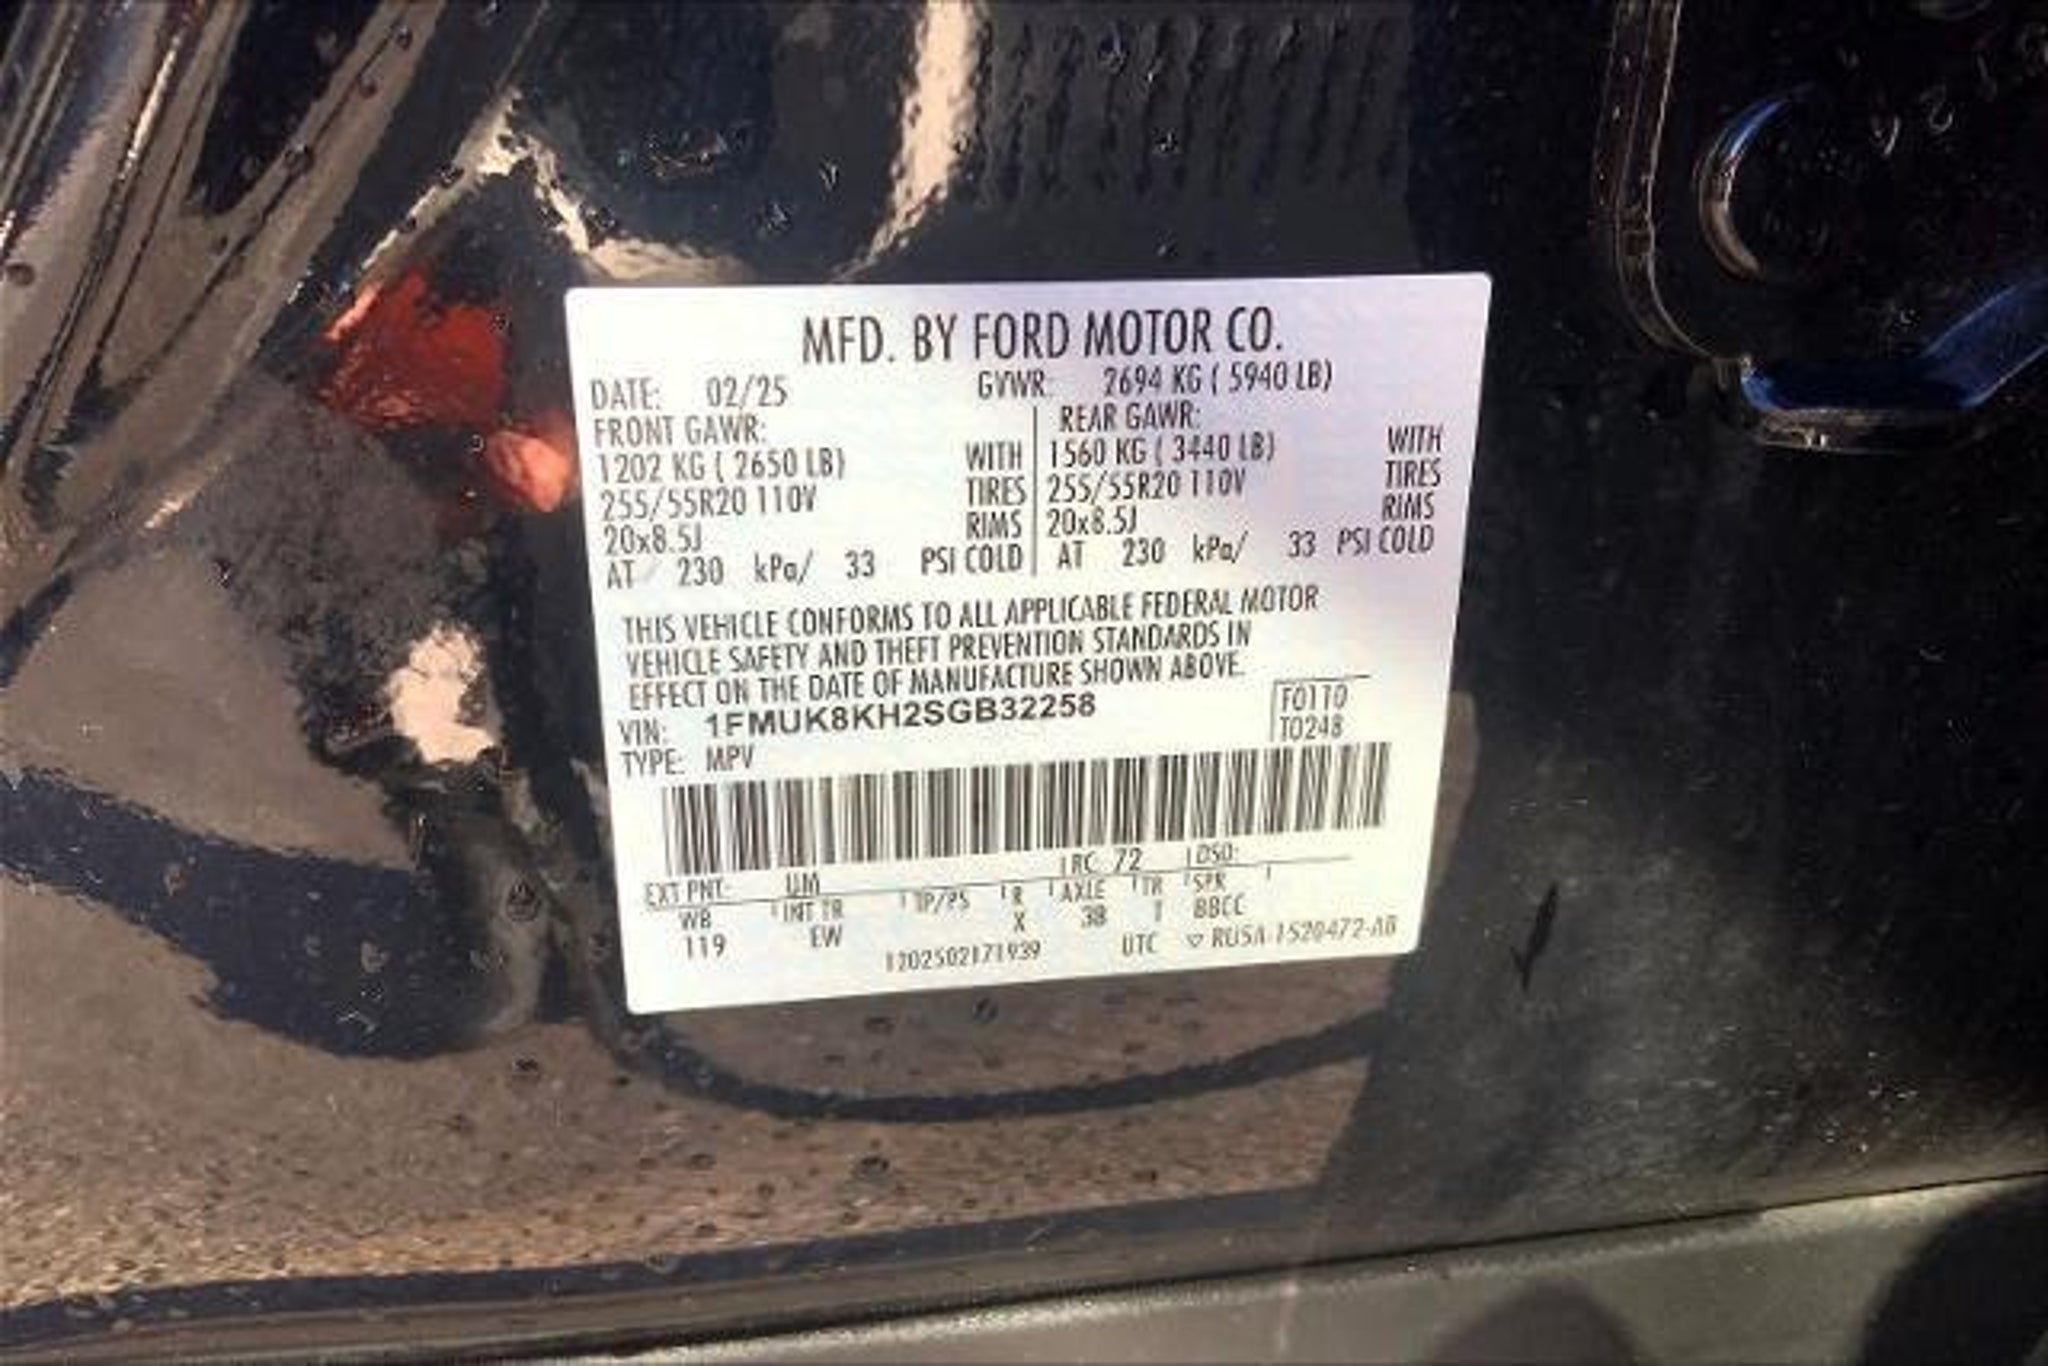 MFD. BY FORD MOTOR CO.
DATE: 02/25 GVWR: 2694 KG ( 5940 LB)
FRONT GAWR: REAR GAWR:
1202 KG ( 2650 LB) WITH 1560 KG ( 3440 LB) WITH
255/55R20 110V TIRES 255/55R20 110V TIRES
20x8.5J RIMS 20x8.5J RIMS
AT 230 kPa/ 33 PSI COLD AT 230 kPa/ 33 PSI COLD
THIS VEHICLE CONFORMS TO ALL APPLICABLE FEDERAL MOTOR
VEHICLE SAFETY AND THEFT PREVENTION STANDARDS IN
EFFECT ON THE DATE OF MANUFACTURE SHOWN ABOVE.
VIN: 1FMUK8KH2SGB32258 F0110
TYPE: MPV T0248
EXT PNT: UM RC 72 DSO:
WB INT TR TP/PS R AXLE TR SPR
119 EW X 3B T BBCC
1202502171939 UTC RU5A-1520472-AB